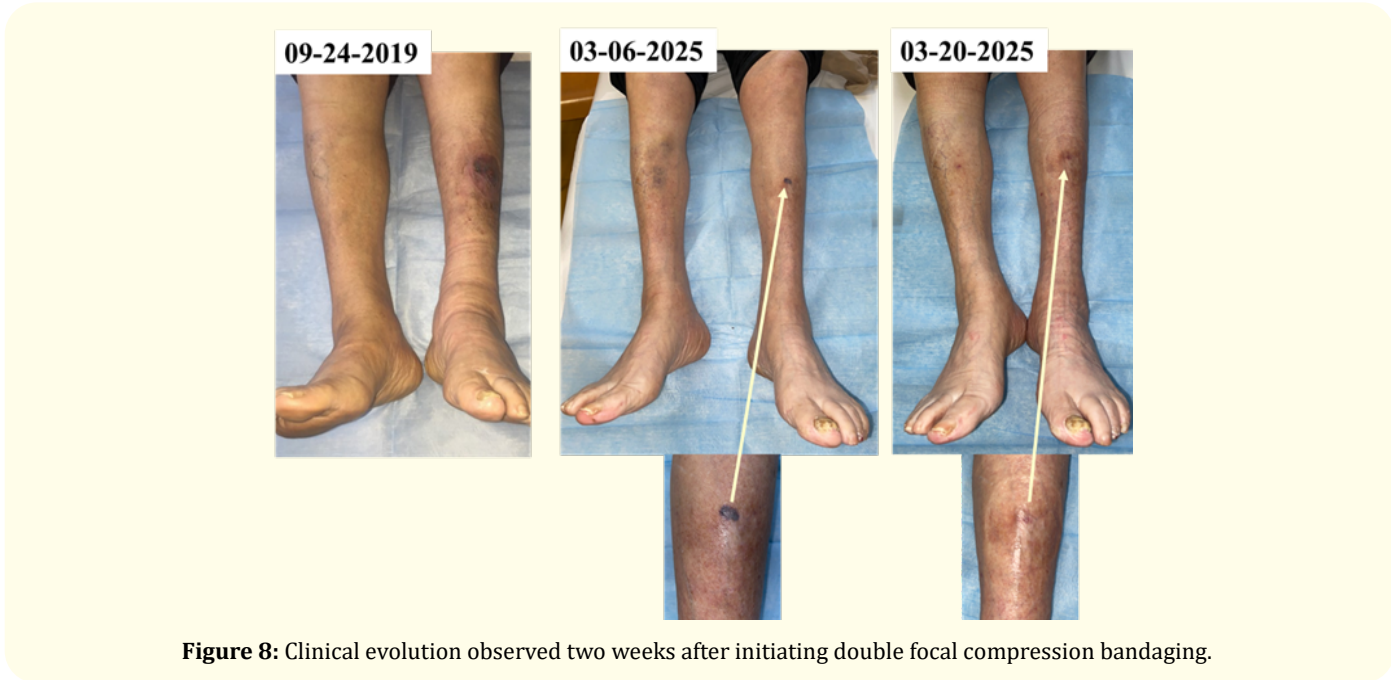 09-24-2019
03-06-2025
03-20-2025
Figure 8: Clinical evolution observed two weeks after initiating double focal compression bandaging.